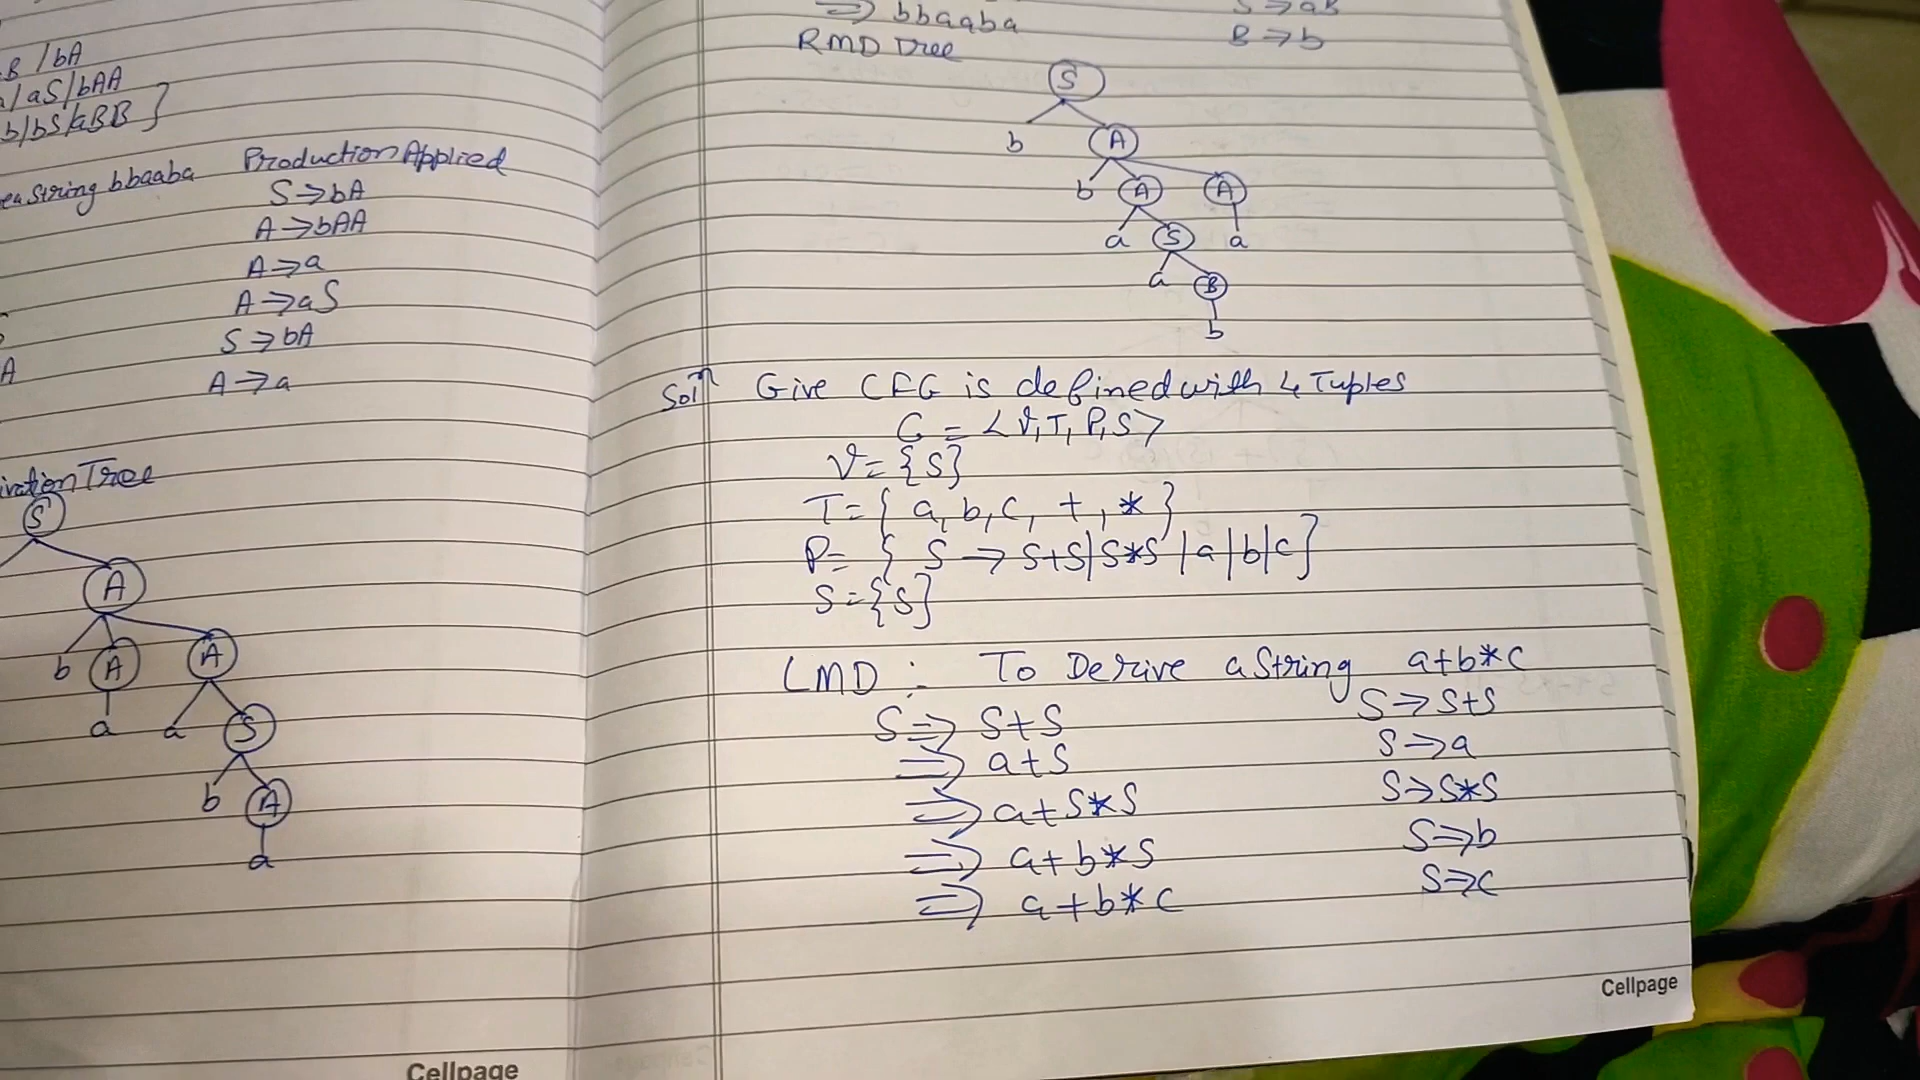 B / bA
a / aS / bAA
b / bS / aBB }
String bbaaba Production Applied
S → bA
A → bAA
A → a
A → aS
S → bA
A
A → a
Tree
S
A
b A A
a a S
b A
a
Cellpage
⇒ bbaaba
S → aB
RMD Tree
B → b
S
b A
b A A
a S a
a B
b
Solⁿ Give CFG is defined with 4 Tuples
G = <V, T, P, S>
V = {S}
T = { a, b, c, +, * }
P = { S → S+S | S*S | a | b | c }
S = {S}
LMD :- To Derive a String a+b*c
S ⇒ S+S S → S+S
⇒ a+S S → a
⇒ a+S*S S → S*S
⇒ a+b*S S → b
⇒ a+b*c S → c
Cellpage